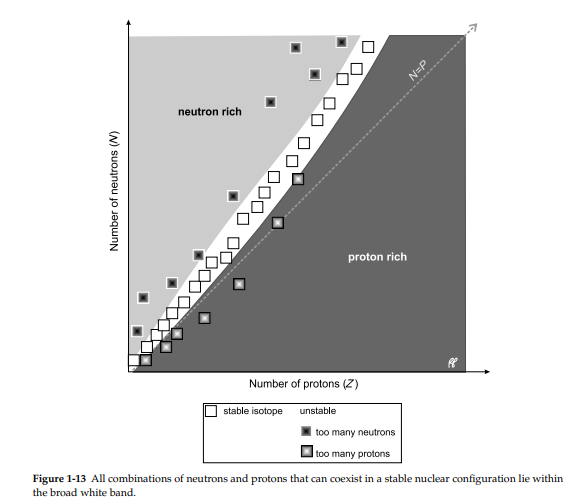 neutron rich
N=P
Number of neutrons (N)
proton rich
Number of protons (Z)
stable isotope
unstable
too many neutrons
too many protons
Figure 1-13 All combinations of neutrons and protons that can coexist in a stable nuclear configuration lie within
the broad white band.